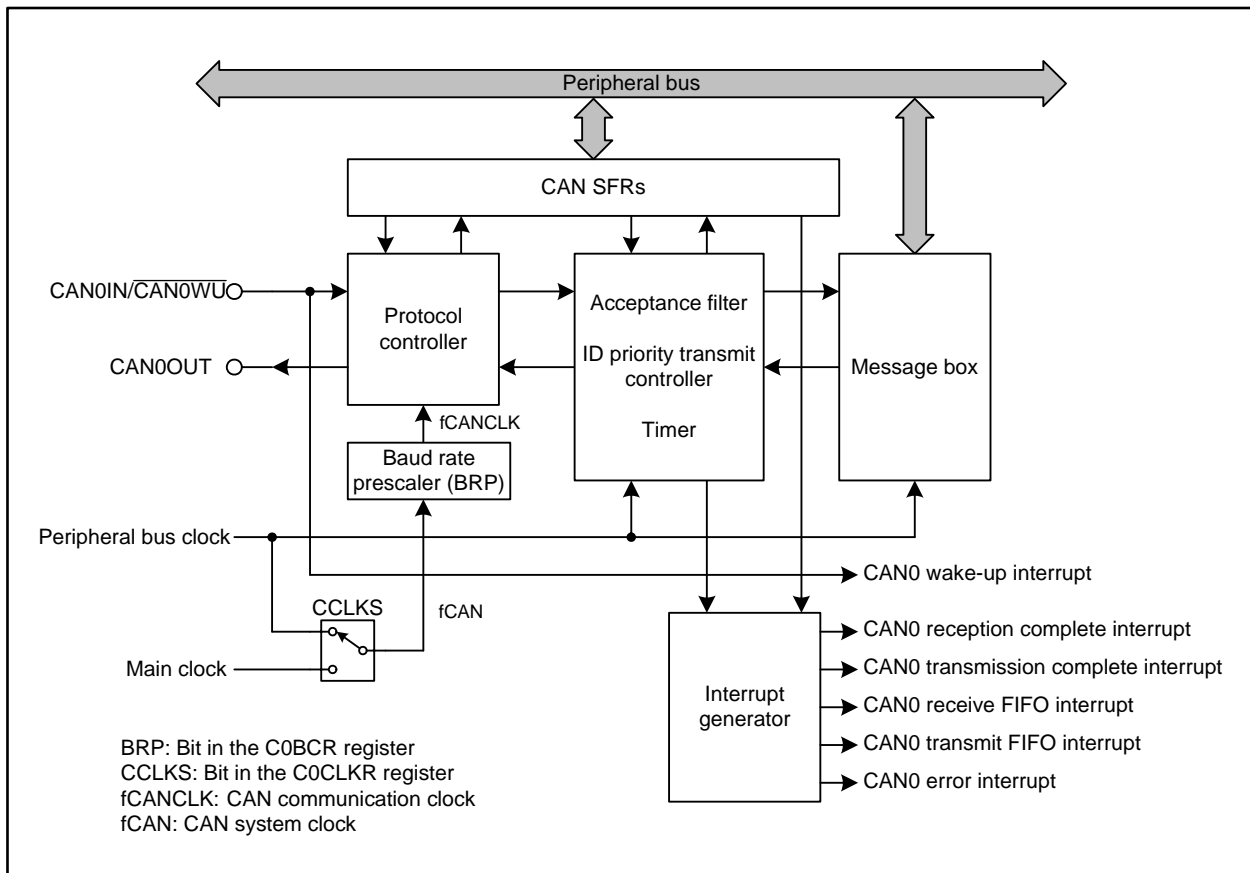 Peripheral bus
CAN SFRs
CAN0IN/CAN0WU
CAN0OUT
Protocol
controller
Acceptance filter
ID priority transmit
controller
Timer
Message box
fCANCLK
Baud rate
prescaler (BRP)
Peripheral bus clock
CAN0 wake-up interrupt
CCLKS
fCAN
Main clock
Interrupt
generator
CAN0 reception complete interrupt
CAN0 transmission complete interrupt
CAN0 receive FIFO interrupt
CAN0 transmit FIFO interrupt
CAN0 error interrupt
BRP: Bit in the C0BCR register
CCLKS: Bit in the C0CLKR register
fCANCLK: CAN communication clock
fCAN: CAN system clock